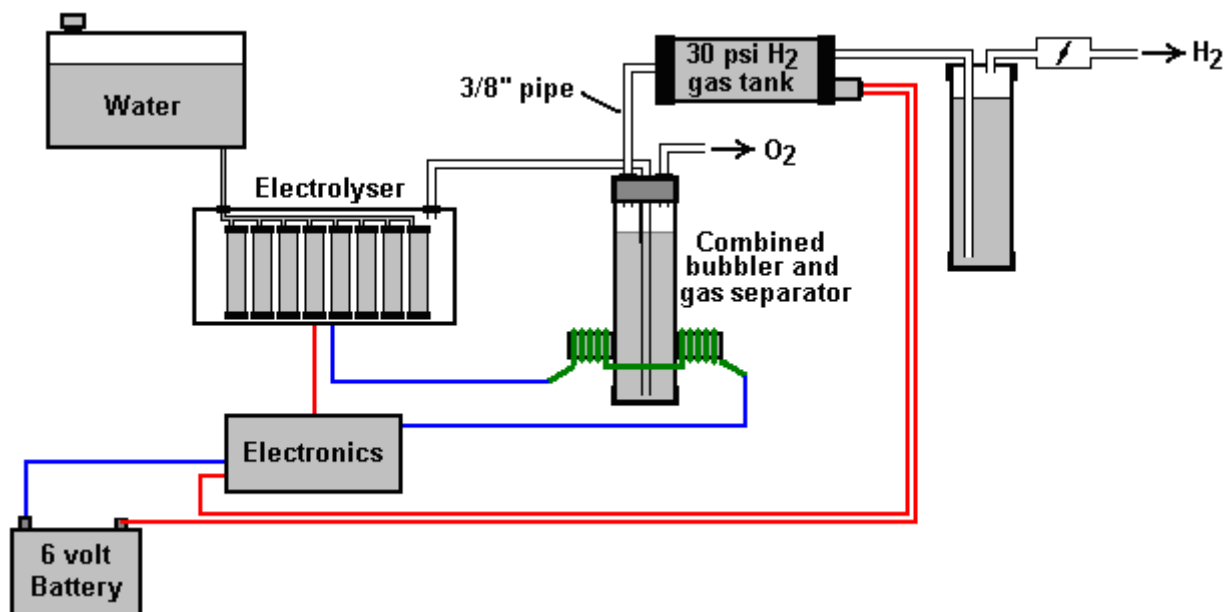 Water
30 psi H2
gas tank
H2
3/8" pipe
O2
Electrolyser
Combined
bubbler and
gas separator
Electronics
6 volt
Battery